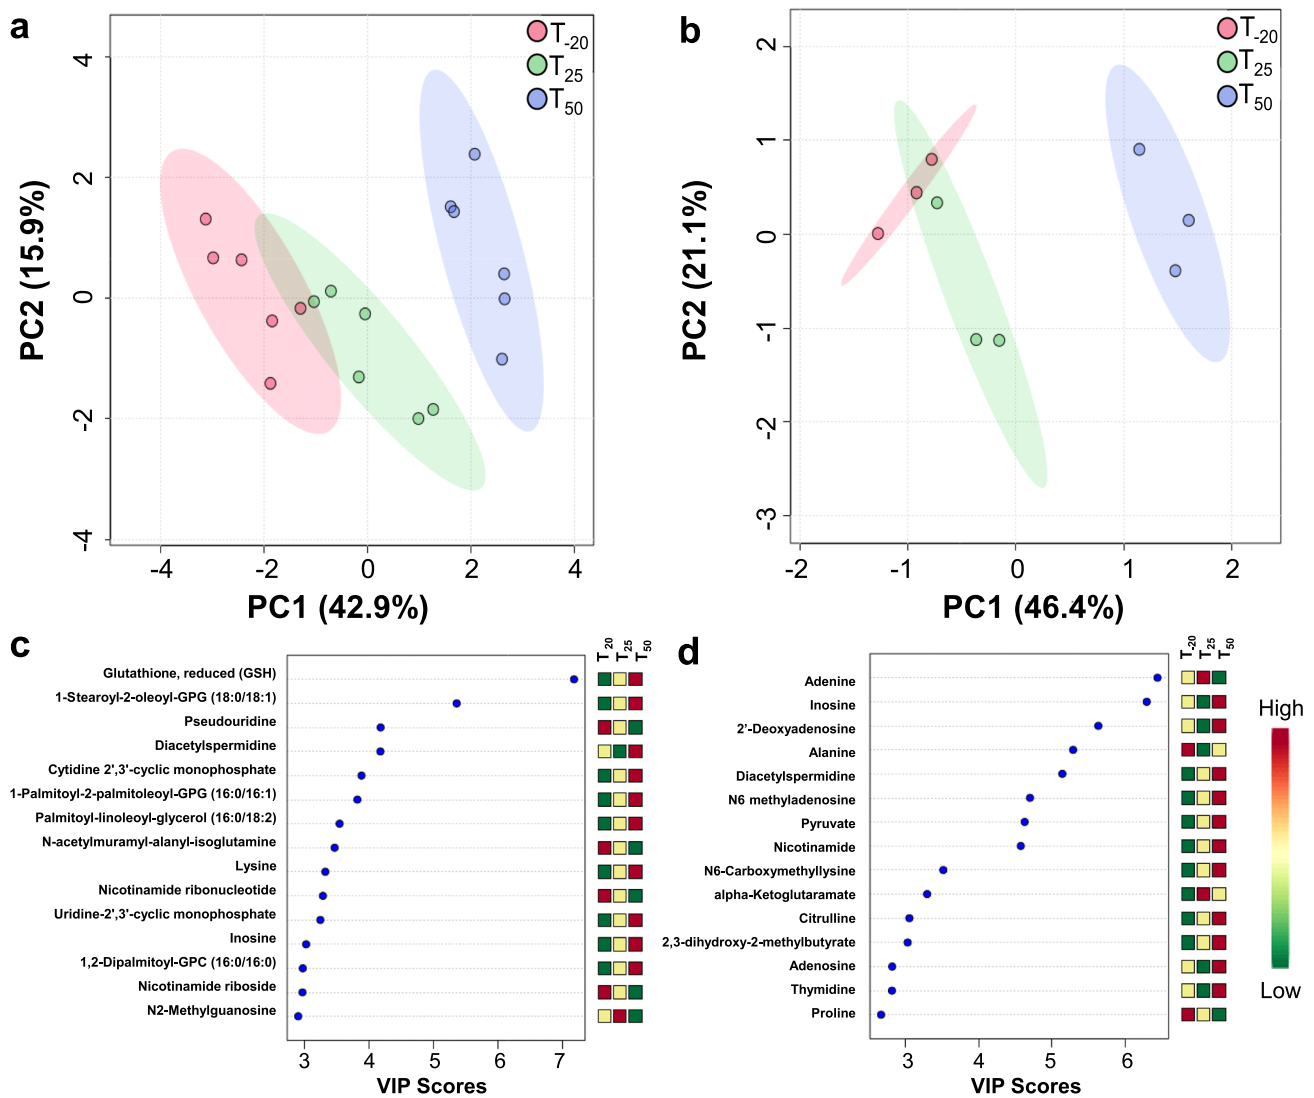 a
T-20
T25
T50
4
2
0
-2
-4
PC2 (15.9%)
-4
-2
0
2
4
PC1 (42.9%)
b
T-20
T25
T50
2
1
0
-1
-2
-3
PC2 (21.1%)
-2
-1
0
1
2
PC1 (46.4%)
c
T20
T25
T50
Glutathione, reduced (GSH)
1-Stearoyl-2-oleoyl-GPG (18:0/18:1)
Pseudouridine
Diacetylspermidine
Cytidine 2',3'-cyclic monophosphate
1-Palmitoyl-2-palmitoleoyl-GPG (16:0/16:1)
Palmitoyl-linoleoyl-glycerol (16:0/18:2)
N-acetylmuramyl-alanyl-isoglutamine
Lysine
Nicotinamide ribonucleotide
Uridine-2',3'-cyclic monophosphate
Inosine
1,2-Dipalmitoyl-GPC (16:0/16:0)
Nicotinamide riboside
N2-Methylguanosine
3
4
5
6
7
VIP Scores
d
T-20
T25
T50
Adenine
Inosine
2’-Deoxyadenosine
Alanine
Diacetylspermidine
N6 methyladenosine
Pyruvate
Nicotinamide
N6-Carboxymethyllysine
alpha-Ketoglutaramate
Citrulline
2,3-dihydroxy-2-methylbutyrate
Adenosine
Thymidine
Proline
3
4
5
6
VIP Scores
High
Low